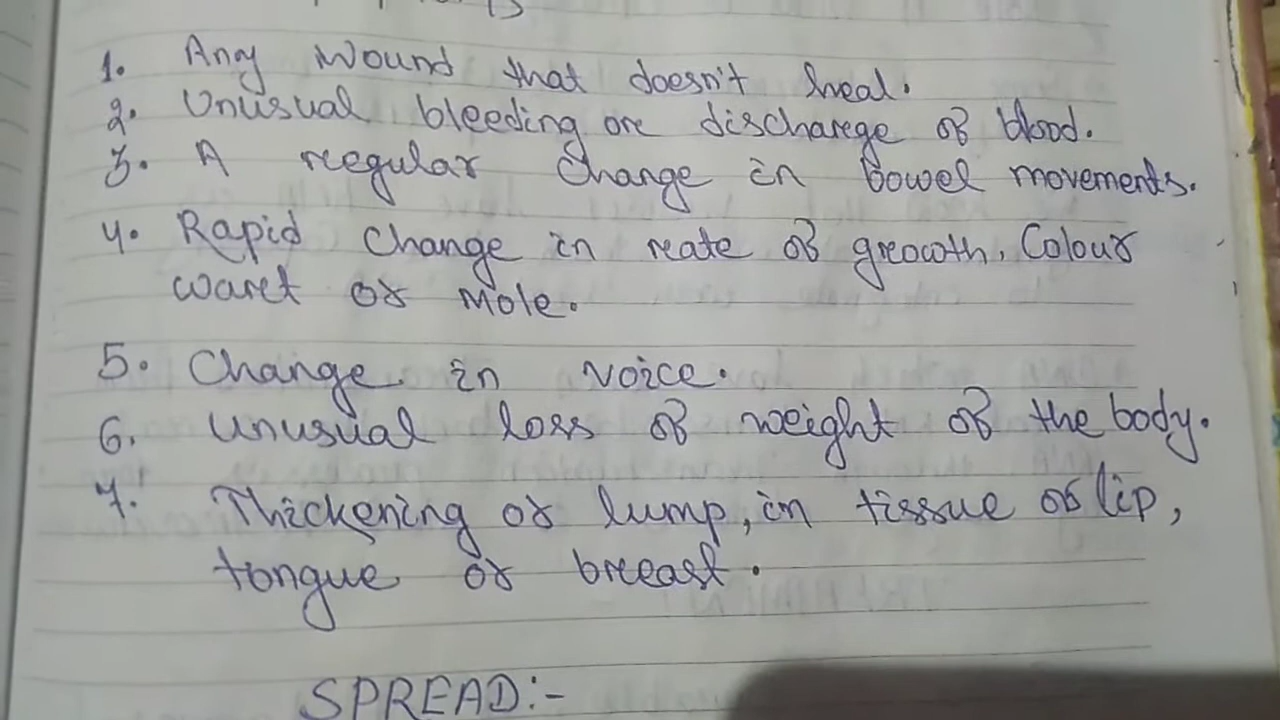 1. Any wound that doesn't heal.
2. Unusual bleeding or discharge of blood.
3. A regular change in bowel movements.
4. Rapid change in rate of growth, Colour
wart or Mole.
5. Change in voice.
6. Unusual loss of weight of the body.
7. Thickening or lump, in tissue of lip,
tongue or breast.
SPREAD:-